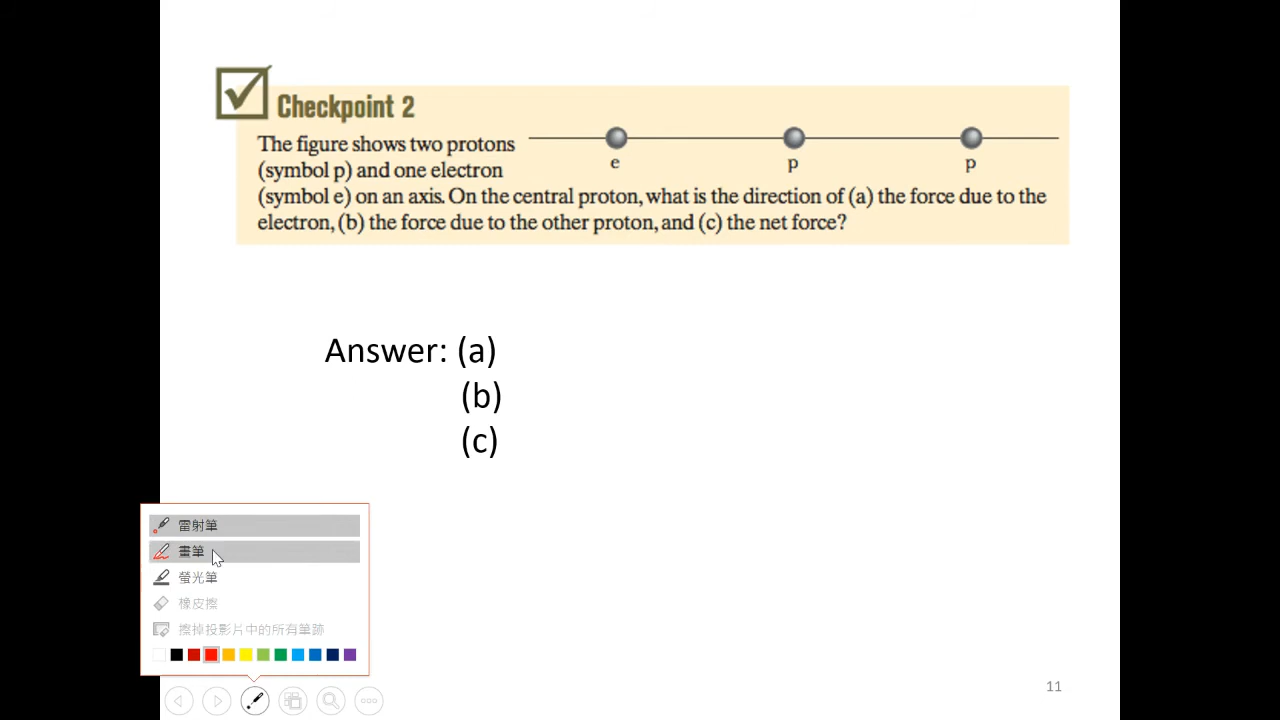 Checkpoint 2
The figure shows two protons
(symbol p) and one electron
e p p
(symbol e) on an axis. On the central proton, what is the direction of (a) the force due to the
electron, (b) the force due to the other proton, and (c) the net force?
Answer: (a)
(b)
(c)
雷射筆
畫筆
螢光筆
橡皮擦
擦掉投影片中的所有筆跡
11